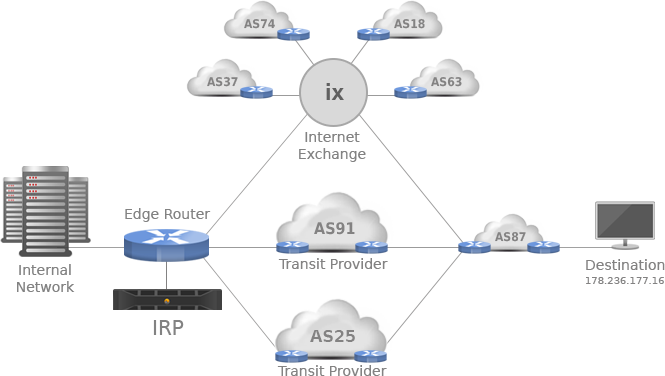 AS74
AS18
AS37
ix
AS63
Internet
Exchange
Edge Router
AS91
AS87
Internal
Network
Transit Provider
Destination
178.236.177.16
IRP
AS25
Transit Provider